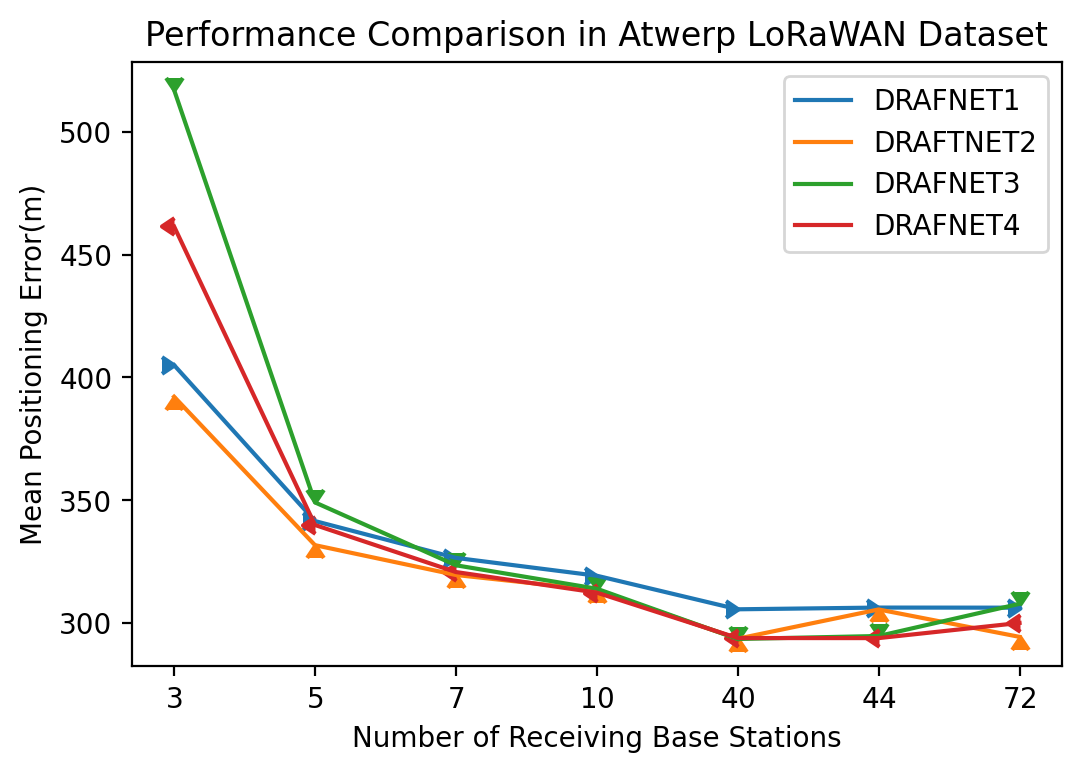 Performance Comparison in Atwerp LoRaWAN Dataset
DRAFNET1
DRAFTNET2
DRAFNET3
DRAFNET4
Mean Positioning Error(m)
500
450
400
350
300
3 5 7 10 40 44 72
Number of Receiving Base Stations